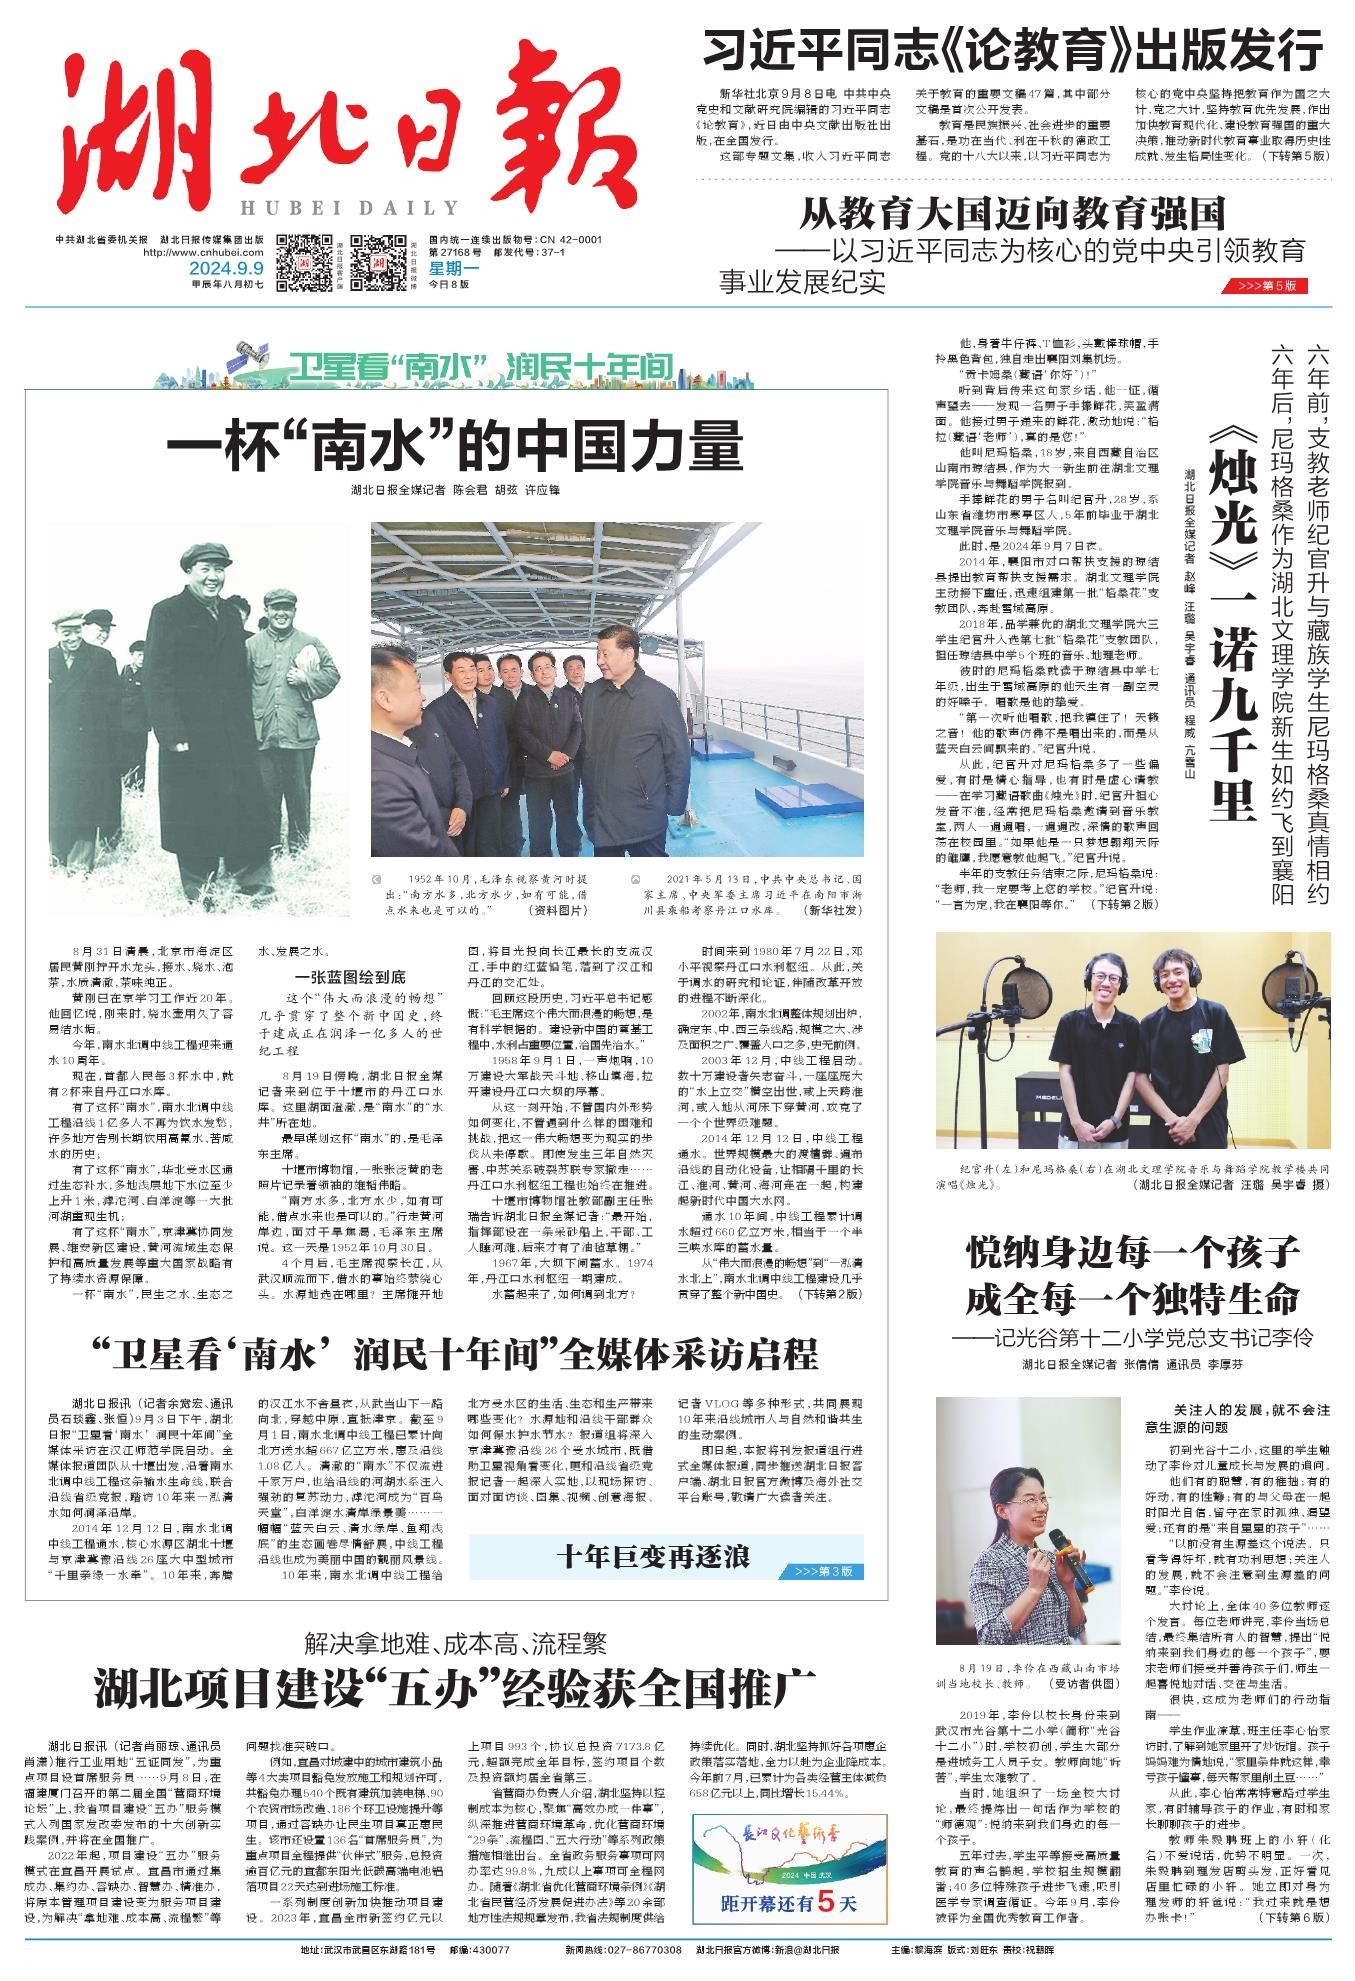 湖北日报
HUBEI DAILY
中共湖北省委机关报 湖北日报传媒集团出版
http://www.cnhubei.com
2024.9.9
甲辰年八月初七
湖北日报客户端
湖北日报微博
国内统一连续出版物号:CN 42-0001
第27168号 邮发代号:37-1
星期一
今日8版
习近平同志《论教育》出版发行
新华社北京9月8日电 中共中央
党史和文献研究院编辑的习近平同志
《论教育》,近日由中央文献出版社出
版,在全国发行。
这部专题文集,收入习近平同志
关于教育的重要文稿47篇,其中部分
文稿是首次公开发表。
教育是民族振兴、社会进步的重要
基石,是功在当代、利在千秋的德政工
程。党的十八大以来,以习近平同志为
核心的党中央坚持把教育作为国之大
计、党之大计,坚持教育优先发展,作出
加快教育现代化、建设教育强国的重大
决策,推动新时代教育事业取得历史性
成就、发生格局性变化。(下转第5版)
从教育大国迈向教育强国
——以习近平同志为核心的党中央引领教育
事业发展纪实
>>>第5版
卫星看“南水” 润民十年间
一杯“南水”的中国力量
湖北日报全媒记者 陈会君 胡弦 许应锋
1952年10月,毛泽东视察黄河时提
出:“南方水多,北方水少,如有可能,借
点水来也是可以的。” (资料图片)
2021年5月13日,中共中央总书记、国
家主席、中央军委主席习近平在南阳市淅
川县乘船考察丹江口水库。 (新华社发)
8月31日清晨,北京市海淀区
居民黄刚拧开水龙头,接水、烧水、泡
茶,水质清澈,茶味纯正。
黄刚已在京学习工作近20年。
他回忆说,刚来时,烧水壶用久了容
易结水垢。
今年,南水北调中线工程迎来通
水10周年。
现在,首都人民每3杯水中,就
有2杯来自丹江口水库。
有了这杯“南水”,南水北调中线
工程沿线1亿多人不再为饮水发愁,
许多地方告别长期饮用高氟水、苦咸
水的历史;
有了这杯“南水”,华北受水区通
过生态补水,多地浅层地下水位至少
上升1米,滹沱河、白洋淀等一大批
河湖重现生机;
有了这杯“南水”,京津冀协同发
展、雄安新区建设、黄河流域生态保
护和高质量发展等重大国家战略有
了持续水资源保障。
一杯“南水”,民生之水、生态之
水、发展之水。
一张蓝图绘到底
这个“伟大而浪漫的畅想”
几乎贯穿了整个新中国史,终
于建成正在润泽一亿多人的世
纪工程
8月19日傍晚,湖北日报全媒
记者来到位于十堰市的丹江口水
库。这里湖面澄澈,是“南水”的“水
井”所在地。
最早谋划这杯“南水”的,是毛泽
东主席。
十堰市博物馆,一张张泛黄的老
照片记录着领袖的雄韬伟略。
“南方水多,北方水少,如有可
能,借点水来也是可以的。”行走黄河
岸边,面对干旱焦渴,毛泽东主席
说。这一天是1952年10月30日。
4个月后,毛主席视察长江,从
武汉顺流而下,借水的事始终萦绕心
头。水源地选在哪里?主席摊开地
图,将目光投向长江最长的支流汉
江,手中的红蓝铅笔,落到了汉江和
丹江的交汇处。
回顾这段历史,习近平总书记感
慨:“毛主席这个伟大而浪漫的畅想,是
有科学根据的。建设新中国的奠基工
程中,水利占重要位置,治国先治水。”
1958年9月1日,一声炮响,10
万建设大军战天斗地、移山填海,拉
开建设丹江口大坝的序幕。
从这一刻开始,不管国内外形势
如何变化,不管遇到什么样的困难和
挑战,把这一伟大畅想变为现实的步
伐从未停歇。即使发生三年自然灾
害、中苏关系破裂苏联专家撤走……
丹江口水利枢纽工程也始终在推进。
十堰市博物馆社教部副主任张
瑞告诉湖北日报全媒记者:“最开始,
指挥部设在一条采砂船上,干部、工
人睡河滩,后来才有了油毡草棚。”
1967年,大坝下闸蓄水。1974
年,丹江口水利枢纽一期建成。
水蓄起来了,如何调到北方?
时间来到1980年7月22日,邓
小平视察丹江口水利枢纽。从此,关
于调水的研究和论证,伴随改革开放
的进程不断深化。
2002年,南水北调整体规划出炉,
确定东、中、西三条线路,规模之大、涉
及面积之广、覆盖人口之多,史无前例。
2003年12月,中线工程启动。
数十万建设者矢志奋斗,一座座庞大
的“水上立交”横空出世,或上天跨淮
河,或入地从河床下穿黄河,攻克了
一个个世界级难题。
2014年12月12日,中线工程
通水。世界规模最大的渡槽群、遍布
沿线的自动化设备,让相隔千里的长
江、淮河、黄河、海河连在一起,构建
起新时代中国大水网。
通水10年间,中线工程累计调
水超过660亿立方米,相当于一个半
三峡水库的蓄水量。
从“伟大而浪漫的畅想”到“一泓清
水北上”,南水北调中线工程建设几乎
贯穿了整个新中国史。(下转第2版)
“卫星看‘南水’ 润民十年间”全媒体采访启程
湖北日报讯 (记者余宽宏、通讯
员石琰鑫、张恒)9月3日下午,湖北
日报“卫星看‘南水’ 润民十年间”全
媒体采访在汉江师范学院启动。全
媒体报道团队从十堰出发,沿着南水
北调中线工程这条输水生命线,联合
沿线省级党报,踏访10年来一泓清
水如何润泽沿岸。
2014年12月12日,南水北调
中线工程通水,核心水源区湖北十堰
与京津冀豫沿线26座大中型城市
“千里亲缘一水牵”。10年来,奔腾
的汉江水不舍昼夜,从武当山下一路
向北,穿越中原,直抵津京。截至9
月1日,南水北调中线工程已累计向
北方送水超667亿立方米,惠及沿线
1.08亿人。清澈的“南水”不仅流进
千家万户,也给沿线的河湖水系注入
强劲的复苏动力,滹沱河成为“百鸟
天堂”,白洋淀水清岸绿景美……一
幅幅“蓝天白云、清水绿岸、鱼翔浅
底”的生态画卷尽情舒展,中线工程
沿线也成为美丽中国的靓丽风景线。
10年来,南水北调中线工程给
北方受水区的生活、生态和生产带来
哪些变化?水源地和沿线干部群众
如何保水护水节水?报道组将深入
京津冀豫沿线26个受水城市,既借
助卫星视角看变化,更和沿线省级党
报记者一起深入实地,以现场探访、
面对面访谈、图集、视频、创意海报、
记者VLOG等多种形式,共同展现
10年来沿线城市人与自然和谐共生
的生动案例。
即日起,本报将刊发报道组行进
式全媒体报道,同步推送湖北日报客
户端、湖北日报官方微博及海外社交
平台账号,敬请广大读者关注。
十年巨变再逐浪
>>>第3版
解决拿地难、成本高、流程繁
湖北项目建设“五办”经验获全国推广
湖北日报讯 (记者肖丽琼、通讯员
肖潇)推行工业用地“五证同发”,为重
点项目设首席服务员……9月8日,在
福建厦门召开的第二届全国“营商环境
论坛”上,我省项目建设“五办”服务模
式入列国家发改委发布的十大创新实
践案例,并将在全国推广。
2022年起,项目建设“五办”服务
模式在宜昌开展试点。宜昌市通过集
成办、集约办、容缺办、智慧办、精准办,
将原本管理项目建设变为服务项目建
设,为解决“拿地难、成本高、流程繁”等
问题找准突破口。
例如,宜昌对城建中的城市建筑小品
等4大类项目豁免发放施工和规划许可,
共豁免办理540个既有建筑加装电梯、90
个农贸市场改造、186个环卫设施提升等
项目,通过容缺办让民生项目真正惠民
生。该市还设置136名“首席服务员”,为
重点项目全程提供“伙伴式”服务,总投资
逾百亿元的宜都东阳光低碳高端电池铝
箔项目22天达到进场施工标准。
一系列制度创新加快推动项目建
设。2023年,宜昌全市新签约亿元以
上项目993个,协议总投资7173.8亿
元,超额完成全年目标,签约项目个数
及投资额均居全省第三。
省营商办负责人介绍,湖北坚持以控
制成本为核心,聚焦“高效办成一件事”,
纵深推进营商环境革命,优化营商环境
“29条”、流程图、“五大行动”等系列政策
措施相继出台。全省政务服务事项可网
办率达99.8%,九成以上事项可全程网
办。随着《湖北省优化营商环境条例》《湖
北省民营经济发展促进办法》等20余部
地方性法规规章发布,我省法规制度供给
持续优化。同时,湖北坚持抓好各项惠企
政策落实落地,全力以赴为企业降成本。
今年前7月,已累计为各类经营主体减负
658亿元以上,同比增长15.44%。
长江文化艺术季
2024 中国·武汉
距开幕还有5天
六年前,支教老师纪官升与藏族学生尼玛格桑真情相约
六年后,尼玛格桑作为湖北文理学院新生如约飞到襄阳
《烛光》一诺九千里
湖北日报全媒记者 赵峰 汪璐 吴宇睿 通讯员 程威 亢雪山
他,身着牛仔裤、T恤衫,头戴棒球帽,手
拎黑色背包,独自走出襄阳刘集机场。
“贡卡姆桑(藏语‘你好’)!”
听到背后传来这句家乡话,他一怔,循
声望去——发现一名男子手捧鲜花,笑盈满
面。他接过男子递来的鲜花,激动地说:“格
拉(藏语‘老师’),真的是您!”
他叫尼玛格桑,18岁,来自西藏自治区
山南市琼结县,作为大一新生前往湖北文理
学院音乐与舞蹈学院报到。
手捧鲜花的男子名叫纪官升,28岁,系
山东省潍坊市寒亭区人,5年前毕业于湖北
文理学院音乐与舞蹈学院。
此时,是2024年9月7日夜。
2014年,襄阳市对口帮扶支援的琼结
县提出教育帮扶支援需求。湖北文理学院
主动接下重任,迅速组建第一批“格桑花”支
教团队,奔赴雪域高原。
2018年,品学兼优的湖北文理学院大三
学生纪官升入选第七批“格桑花”支教团队,
担任琼结县中学5个班的音乐、地理老师。
彼时的尼玛格桑就读于琼结县中学七
年级,出生于雪域高原的他天生有一副空灵
的好嗓子。唱歌是他的挚爱。
“第一次听他唱歌,把我镇住了!天籁
之音!他的歌声仿佛不是唱出来的,而是从
蓝天白云间飘来的。”纪官升说。
从此,纪官升对尼玛格桑多了一些偏
爱,有时是精心指导,也有时是虚心请教
——在学习藏语歌曲《烛光》时,纪官升担心
发音不准,经常把尼玛格桑邀请到音乐教
室,两人一遍遍唱,一遍遍改,深情的歌声回
荡在校园里。“如果他是一只梦想翱翔天际
的雏鹰,我愿意教他起飞。”纪官升说。
半年的支教任务结束之际,尼玛格桑说:
“老师,我一定要考上您的学校。”纪官升说:
“一言为定,我在襄阳等你。” (下转第2版)
纪官升(左)和尼玛格桑(右)在湖北文理学院音乐与舞蹈学院教学楼共同
演唱《烛光》。 (湖北日报全媒记者 汪璐 吴宇睿 摄)
悦纳身边每一个孩子
成全每一个独特生命
——记光谷第十二小学党总支书记李伶
湖北日报全媒记者 张倩倩 通讯员 李厚芬
8月19日,李伶在西藏山南市培
训当地校长、教师。 (受访者供图)
2019年,李伶以校长身份来到
武汉市光谷第十二小学(简称“光谷
十二小”)时,学校初创,学生大部分
是进城务工人员子女。教师向她“诉
苦”,学生太难教了。
当时,她组织了一场全校大讨
论,最终提炼出一句话作为学校的
“师德观”:悦纳来到我们身边的每一
个孩子。
五年过去,学生平等接受高质量
教育的声名鹊起,学校招生规模翻
番;40多位特殊孩子进步飞速,吸引
医学专家调查循证。今年9月,李伶
被评为全国优秀教育工作者。
关注人的发展,就不会注
意生源的问题
初到光谷十二小,这里的学生触
动了李伶对儿童成长与发展的追问。
他们有的聪慧,有的稚拙;有的
好动,有的性静;有的与父母在一起
时阳光自信,留守在家时孤独、渴望
爱;还有的是“来自星星的孩子”……
“以前没有生源差这个说法。只
看考得好坏,就有功利思想;关注人
的发展,就不会注意到生源差的问
题。”李伶说。
大讨论上,全体40多位教师逐
个发言。每位老师讲完,李伶当场总
结,最终集结所有人的智慧,提出“悦
纳来到我们身边的每一个孩子”,要
求老师们接受并善待孩子们,师生一
起喜悦地对话、交往与生活。
很快,这成为老师们的行动指
南——
学生作业潦草,班主任李心怡家
访时,了解到她家里开了炒饭馆。孩子
妈妈难为情地说,“家里条件就这样,幸
亏孩子懂事,每天帮家里削土豆……”
从此,李心怡常常特意路过学生
家,有时辅导孩子的作业,有时和家
长聊聊孩子的进步。
教师朱毅聘班上的小轩(化
名)不爱说话,优势不明显。一次,
朱毅聘到理发店剪头发,正好看见
店里忙碌的小轩。她立即对身为
理发师的轩爸说:“我过来就是想
办张卡!” (下转第6版)
地址:武汉市武昌区东湖路181号 邮编:430077 新闻热线:027-86770308 湖北日报官方微博:新浪@湖北日报 主编:黎海滨 版式:刘旺东 责校:祝朝晖